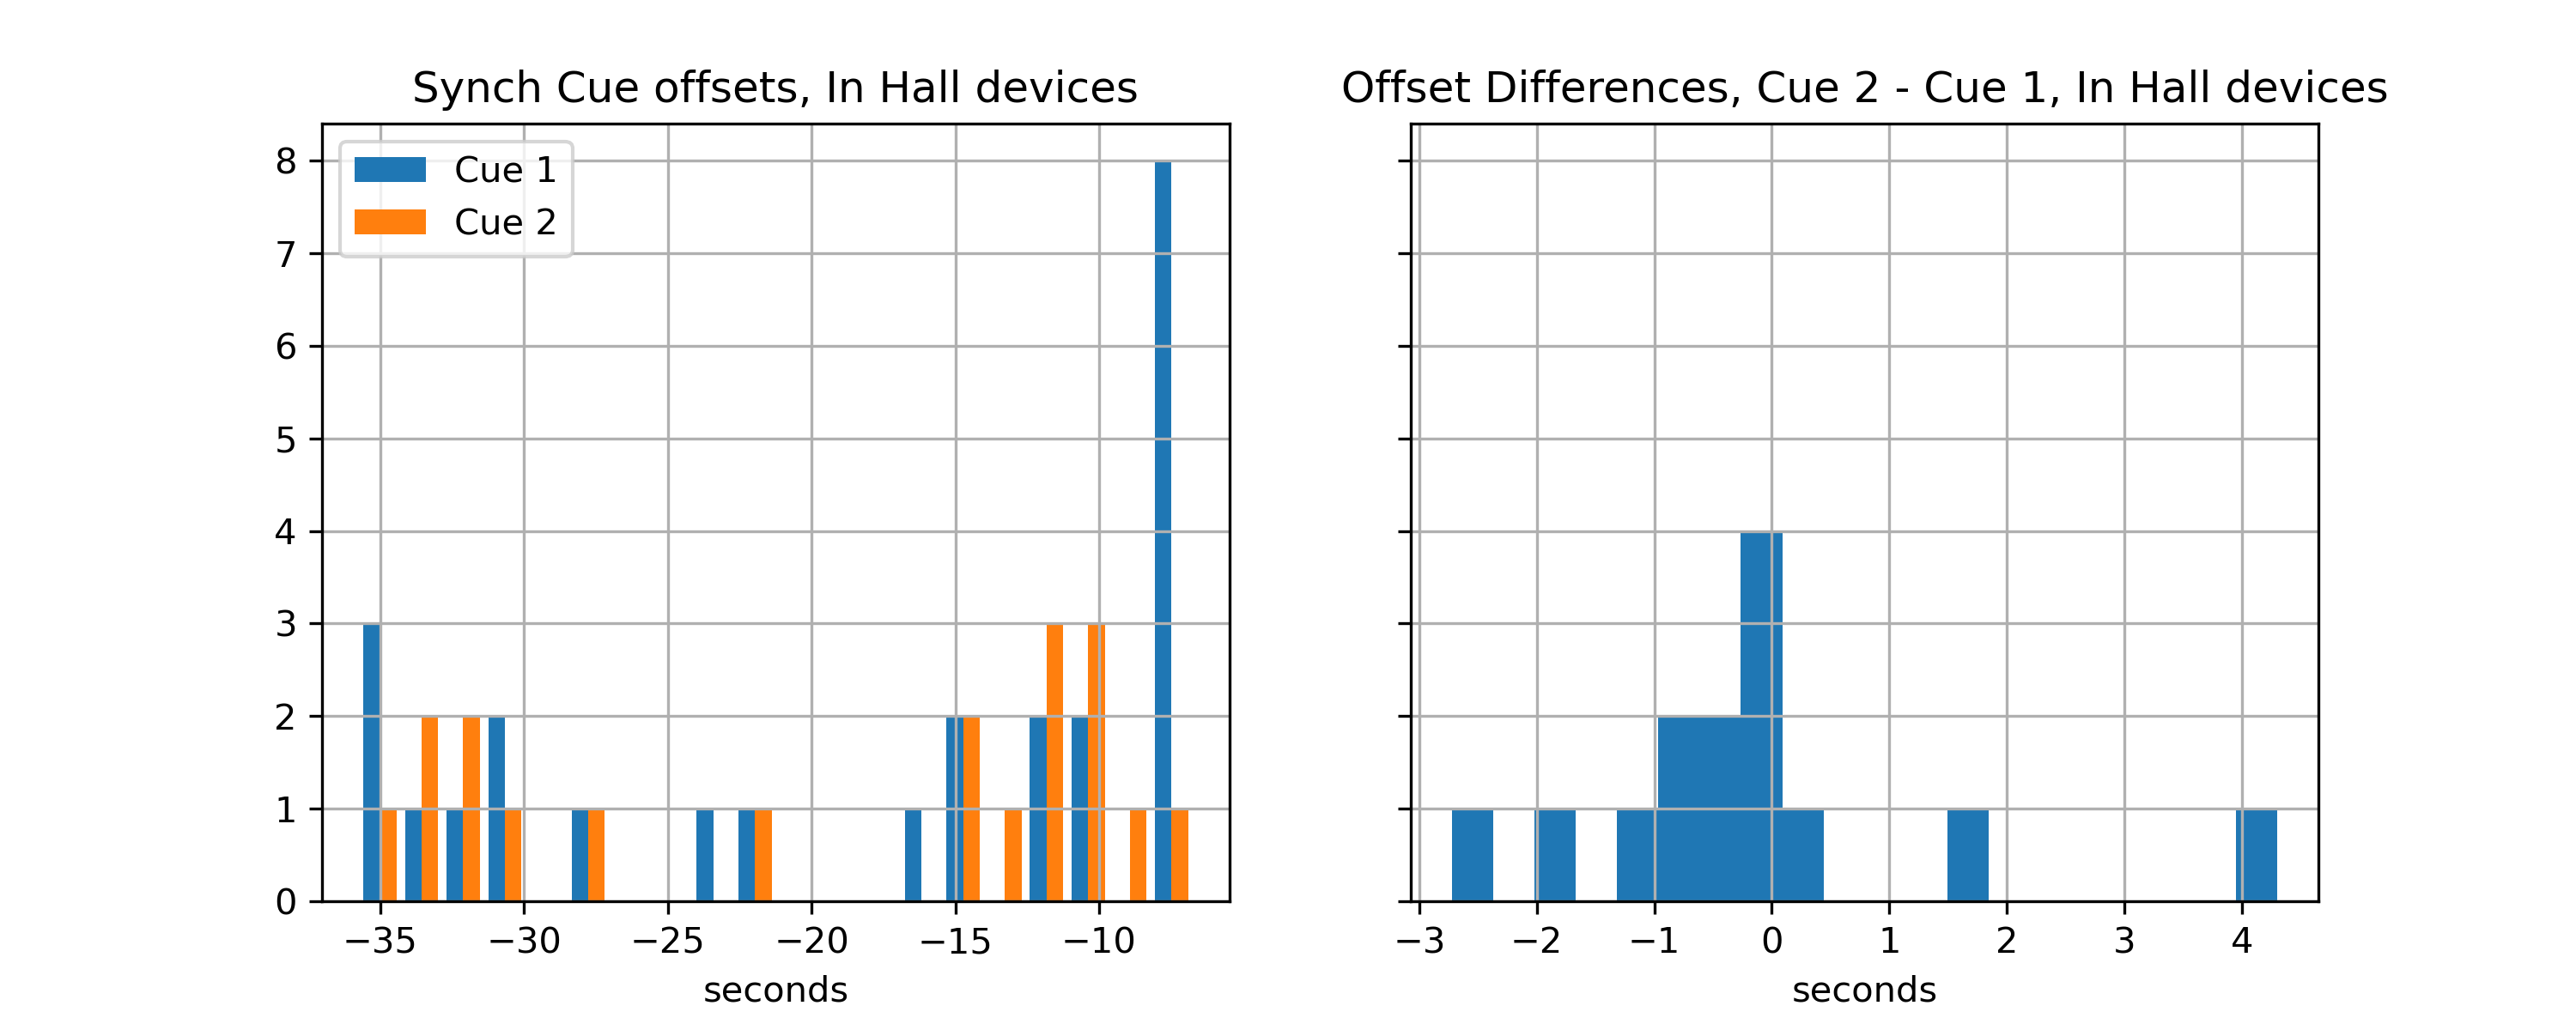 Synch Cue offsets, In Hall devices
Cue 1
Cue 2
8
7
6
5
4
3
2
1
0
−35 −30 −25 −20 −15 −10
seconds
Offset Differences, Cue 2 - Cue 1, In Hall devices
−3 −2 −1 0 1 2 3 4
seconds